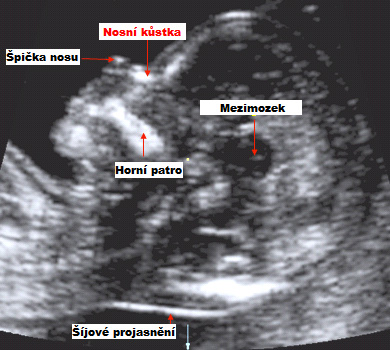 Nosní kůstka
Špička nosu
Mezimozek
Horní patro
Šíjové projasnění